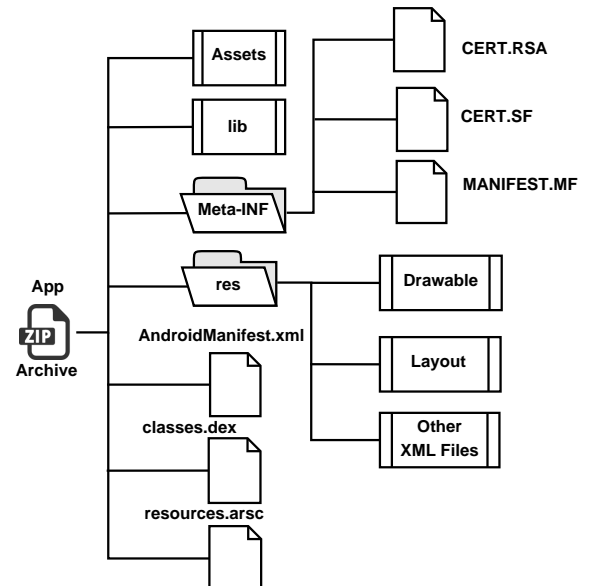 Assets
CERT.RSA
lib
CERT.SF
Meta-INF
MANIFEST.MF
res
Drawable
App
ZIP
Archive
AndroidManifest.xml
Layout
classes.dex
Other
XML Files
resources.arsc